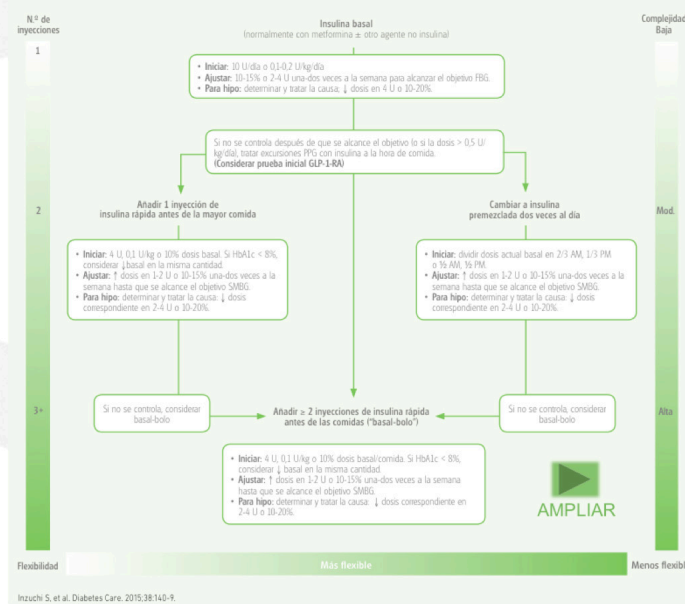 N.º de
inyecciones
Insulina basal
(normalmente con metformina ± otro agente no insulina)
Complejidad
Baja
1
• Iniciar: 10 U/día o 0,1-0,2 U/kg/día
• Ajustar: 10-15% o 2-4 U una-dos veces a la semana para alcanzar el objetivo FBG.
• Para hipo: determinar y tratar la causa; ↓ dosis en 4 U o 10-20%.
Si no se controla después de que se alcance el objetivo (o si la dosis > 0,5 U/
kg/día), tratar excursiones PPG con insulina a la hora de comida.
(Considerar prueba inicial GLP-1-RA)
2
Añadir 1 inyección de
insulina rápida antes de la mayor comida
Cambiar a insulina
premezclada dos veces al día
Mod.
• Iniciar: 4 U, 0,1 U/kg o 10% dosis basal. Si HbA1c < 8%,
considerar ↓basal en la misma cantidad.
• Ajustar: ↑ dosis en 1-2 U o 10-15% una-dos veces a la
semana hasta que se alcance el objetivo SMBG.
• Para hipo: determinar y tratar la causa: ↓ dosis
correspondiente en 2-4 U o 10-20%.
• Iniciar: dividir dosis actual basal en 2/3 AM, 1/3 PM
o ½ AM, ½ PM.
• Ajustar: ↑ dosis en 1-2 U o 10-15% una-dos veces a la
semana hasta que se alcance el objetivo SMBG.
• Para hipo: determinar y tratar la causa: ↓ dosis
correspondiente en 2-4 U o 10-20%.
3+
Si no se controla, considerar
basal-bolo
Añadir ≥ 2 inyecciones de insulina rápida
antes de las comidas ("basal-bolo")
Si no se controla, considerar
basal-bolo
Alta
• Iniciar: 4 U, 0,1 U/kg o 10% dosis basal/comida. Si HbA1c < 8%,
considerar ↓ basal en la misma cantidad.
• Ajustar: ↑ dosis en 1-2 U o 10-15% una-dos veces a la semana
hasta que se alcance el objetivo SMBG.
• Para hipo: determinar y tratar la causa: ↓ dosis correspondiente en
2-4 U o 10-20%.
AMPLIAR
Flexibilidad
Más flexible
Menos flexible
Inzuchi S, et al. Diabetes Care. 2015;38:140-9.